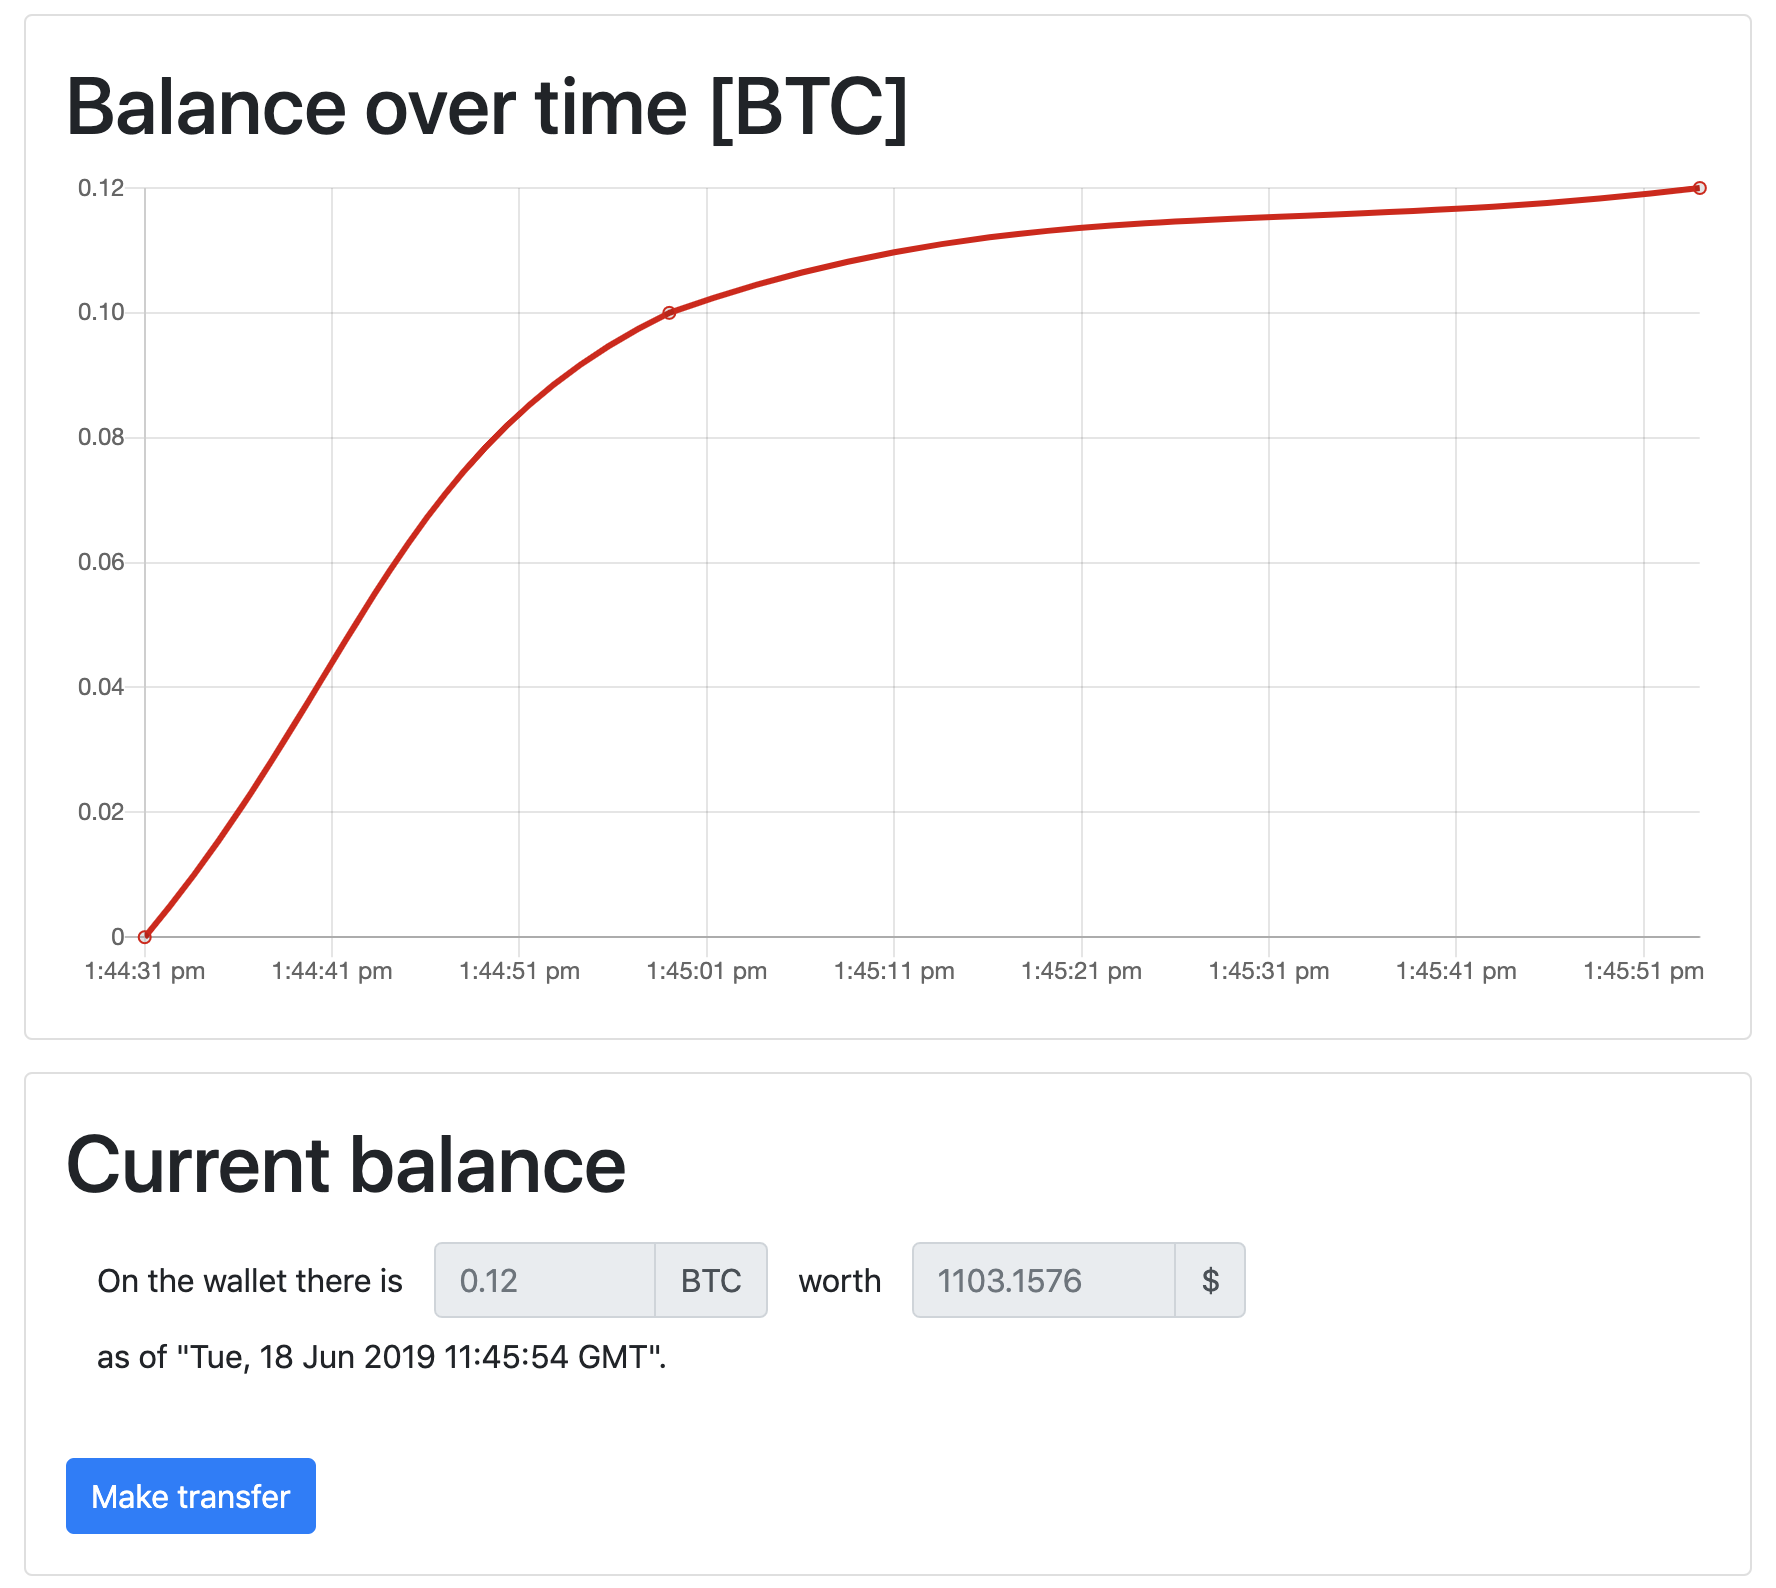 Balance over time [BTC]
0.12
0.10
0.08
0.06
0.04
0.02
0
1:44:31 pm 1:44:41 pm 1:44:51 pm 1:45:01 pm 1:45:11 pm 1:45:21 pm 1:45:31 pm 1:45:41 pm 1:45:51 pm
Current balance
On the wallet there is 0.12 BTC worth 1103.1576 $
as of "Tue, 18 Jun 2019 11:45:54 GMT".
Make transfer